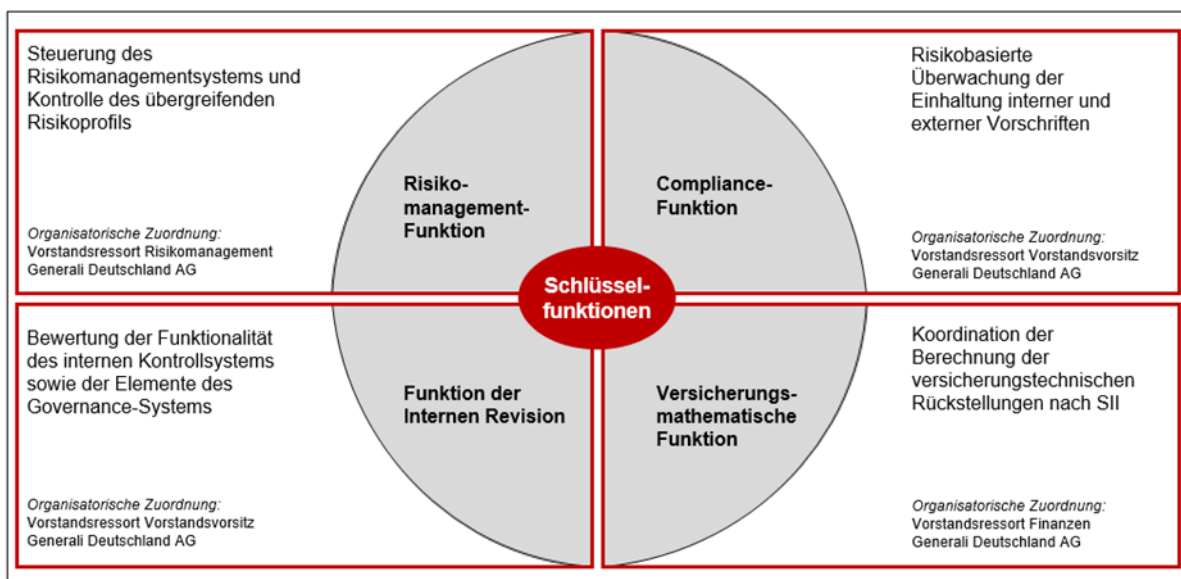 Steuerung des
Risikomanagementsystems und
Kontrolle des übergreifenden
Risikoprofils
Organisatorische Zuordnung:
Vorstandsressort Risikomanagement
Generali Deutschland AG
Risiko-
management-
Funktion
Compliance-
Funktion
Risikobasierte
Überwachung der
Einhaltung interner und
externer Vorschriften
Organisatorische Zuordnung:
Vorstandsressort Vorstandsvorsitz
Generali Deutschland AG
Schlüssel-
funktionen
Bewertung der Funktionalität
des internen Kontrollsystems
sowie der Elemente des
Governance-Systems
Organisatorische Zuordnung:
Vorstandsressort Vorstandsvorsitz
Generali Deutschland AG
Funktion der
Internen Revision
Versicherungs-
mathematische
Funktion
Koordination der
Berechnung der
versicherungstechnischen
Rückstellungen nach SII
Organisatorische Zuordnung:
Vorstandsressort Finanzen
Generali Deutschland AG